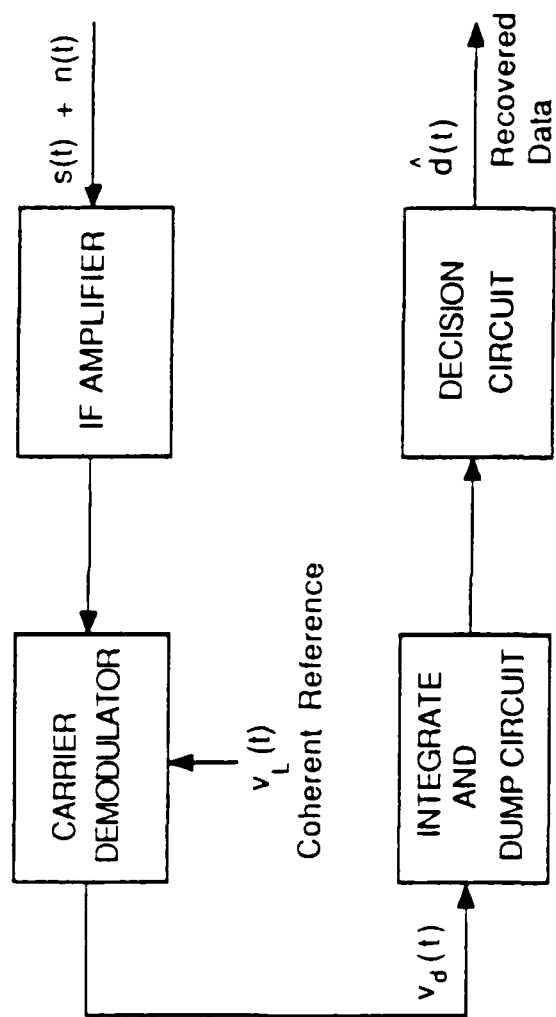 s(t) + n(t)
IF AMPLIFIER
CARRIER
DEMODULATOR
v_L(t)
Coherent Reference
v_d(t)
INTEGRATE
AND
DUMP CIRCUIT
DECISION
CIRCUIT
d̂(t)
Recovered
Data